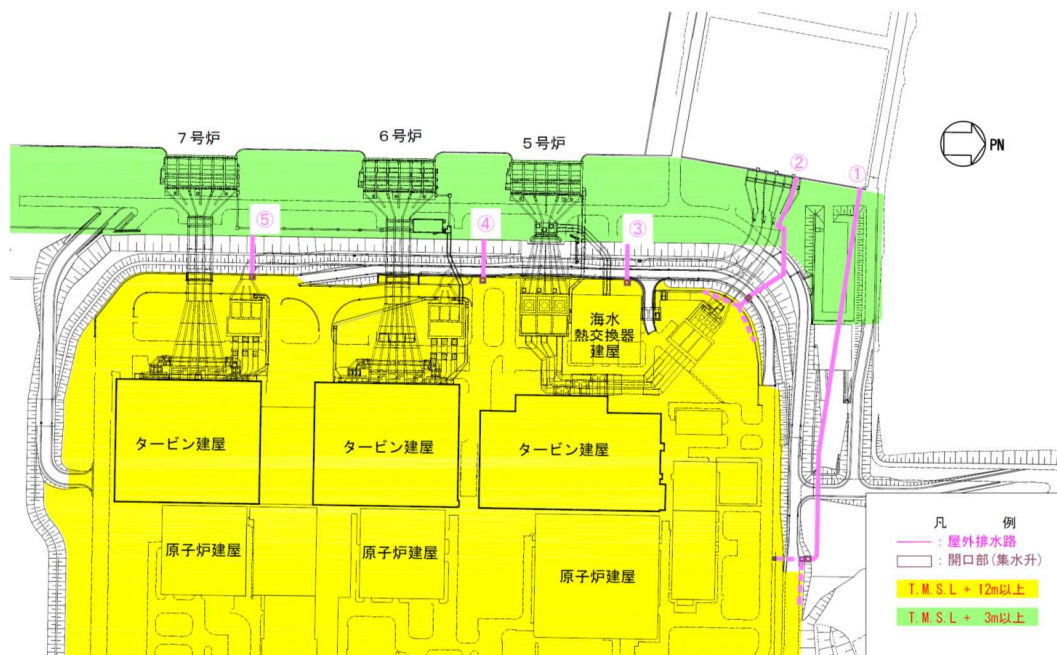 7号炉
6号炉
5号炉
②
①
PN
⑤
④
③
海水
熱交換器
建屋
タービン建屋
タービン建屋
タービン建屋
原子炉建屋
原子炉建屋
原子炉建屋
凡 例
：屋外排水路
：開口部(集水升)
T.M.S.L + 12m以上
T.M.S.L + 3m以上